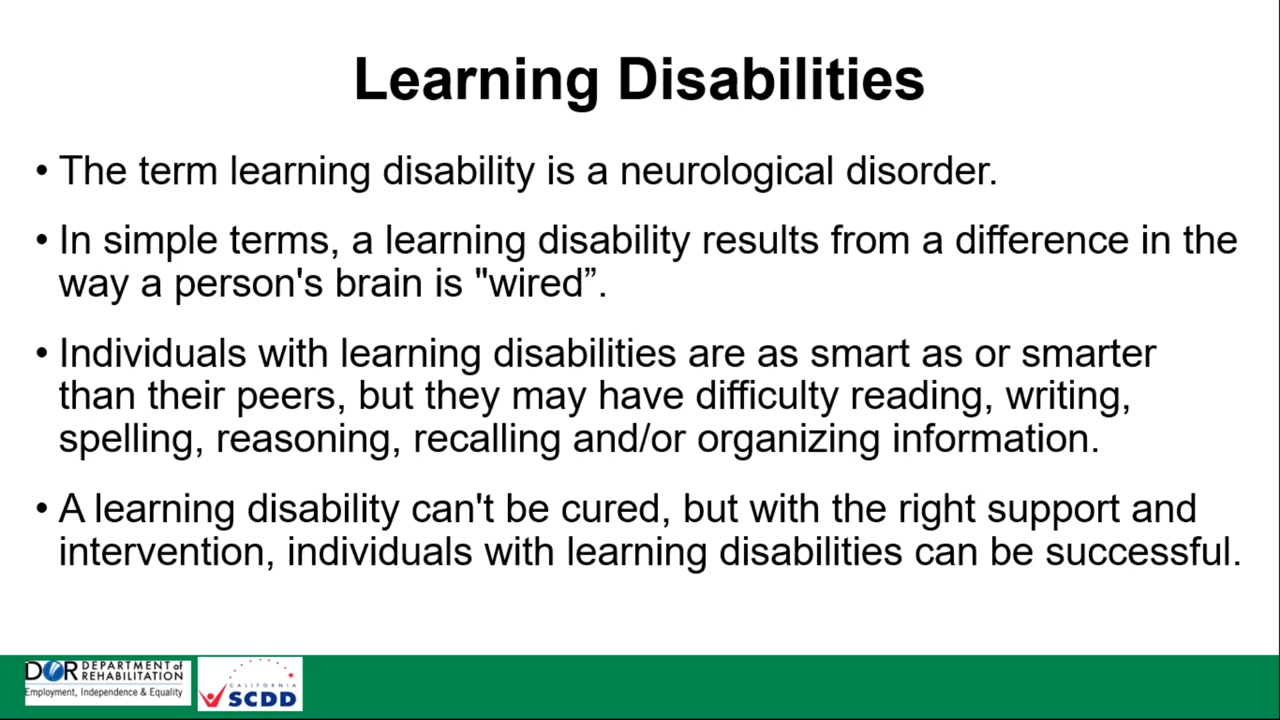 Learning Disabilities
• The term learning disability is a neurological disorder.
• In simple terms, a learning disability results from a difference in the
way a person's brain is "wired”.
• Individuals with learning disabilities are as smart as or smarter
than their peers, but they may have difficulty reading, writing,
spelling, reasoning, recalling and/or organizing information.
• A learning disability can't be cured, but with the right support and
intervention, individuals with learning disabilities can be successful.
DOR DEPARTMENT of
REHABILITATION
Employment, Independence & Equality
CALIFORNIA
SCDD